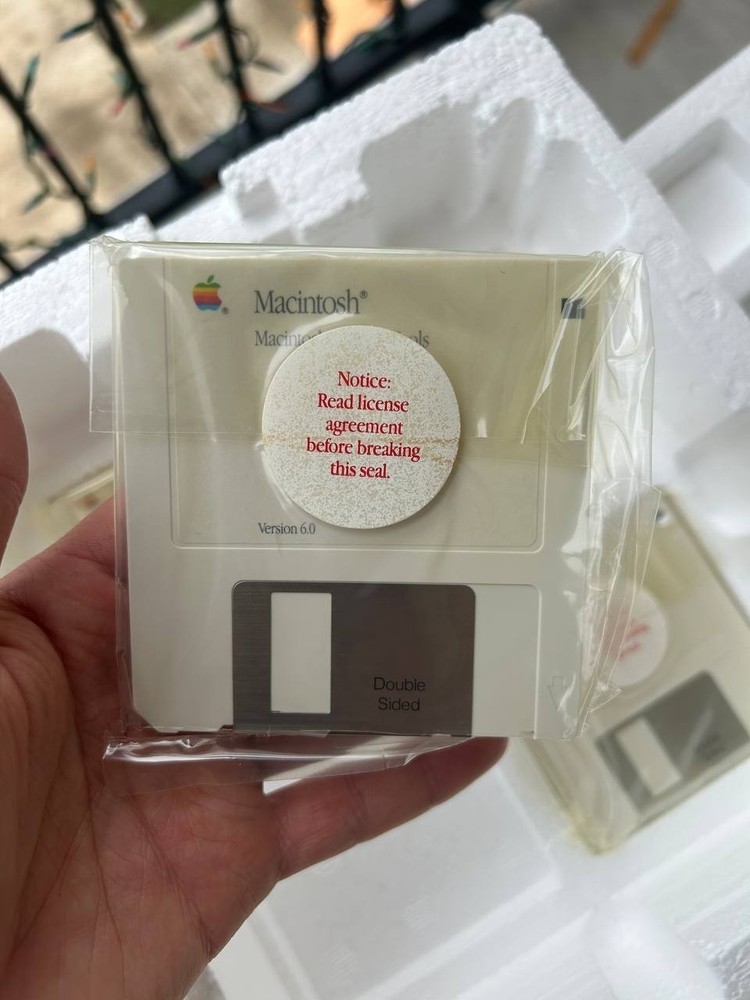 Macintosh®
Notice:
Read license
agreement
before breaking
this seal.
Version 6.0
Double
Sided